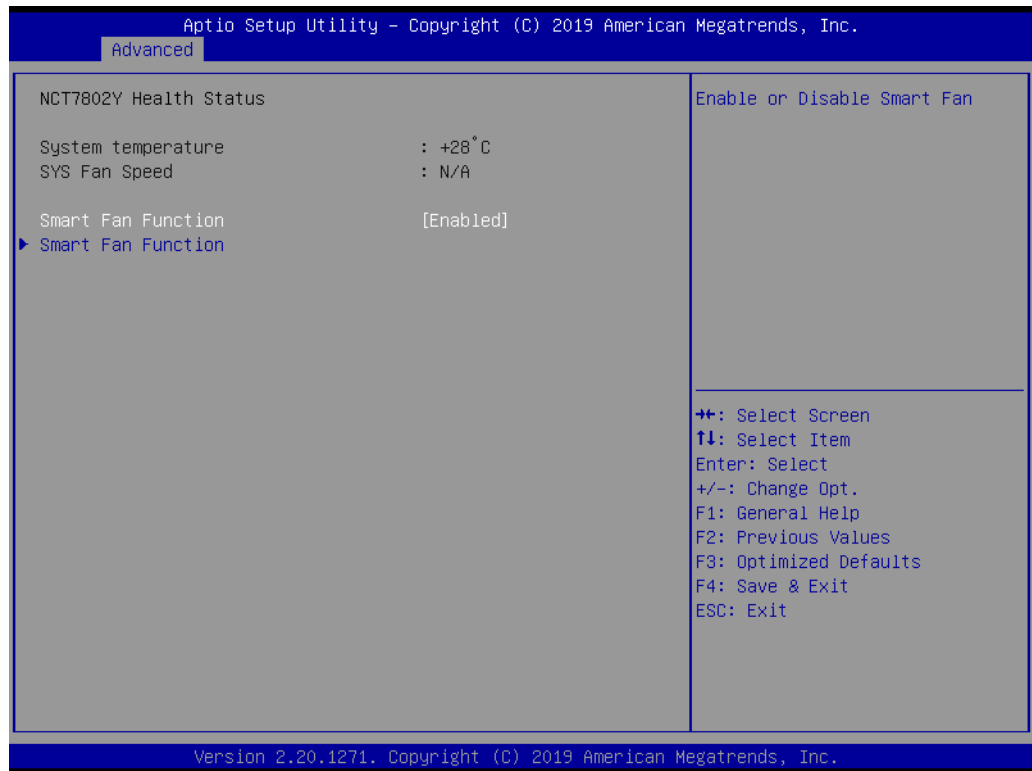 Aptio Setup Utility – Copyright (C) 2019 American Megatrends, Inc.
Advanced
NCT7802Y Health Status
System temperature : +28°C
SYS Fan Speed : N/A
Smart Fan Function [Enabled]
Smart Fan Function
Enable or Disable Smart Fan
→←: Select Screen
↑↓: Select Item
Enter: Select
+/-: Change Opt.
F1: General Help
F2: Previous Values
F3: Optimized Defaults
F4: Save & Exit
ESC: Exit
Version 2.20.1271. Copyright (C) 2019 American Megatrends, Inc.